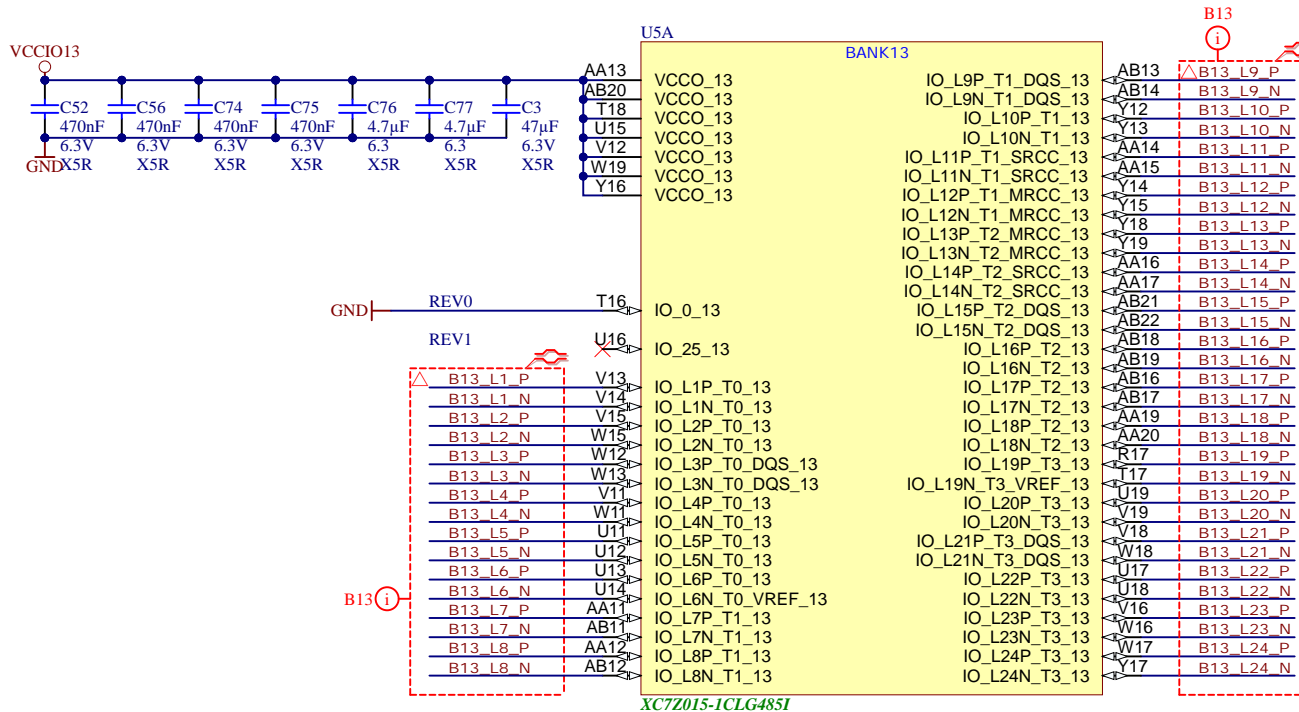 B13
U5A
BANK13
VCCIO13
C52
470nF
6.3V
X5R
C56
470nF
6.3V
X5R
C74
470nF
6.3V
X5R
C75
470nF
6.3V
X5R
C76
4.7µF
6.3
X5R
C77
4.7µF
6.3
X5R
C3
47µF
6.3V
X5R
GND
AA13 VCCO_13
AB20 VCCO_13
T18 VCCO_13
U15 VCCO_13
V12 VCCO_13
W19 VCCO_13
Y16 VCCO_13
GND REV0 T16 IO_0_13
REV1 U16 IO_25_13
B13_L1_P V13 IO_L1P_T0_13
B13_L1_N V14 IO_L1N_T0_13
B13_L2_P V15 IO_L2P_T0_13
B13_L2_N W15 IO_L2N_T0_13
B13_L3_P W12 IO_L3P_T0_DQS_13
B13_L3_N W13 IO_L3N_T0_DQS_13
B13_L4_P V11 IO_L4P_T0_13
B13_L4_N W11 IO_L4N_T0_13
B13_L5_P U11 IO_L5P_T0_13
B13_L5_N U12 IO_L5N_T0_13
B13_L6_P U13 IO_L6P_T0_13
B13 i B13_L6_N U14 IO_L6N_T0_VREF_13
B13_L7_P AA11 IO_L7P_T1_13
B13_L7_N AB11 IO_L7N_T1_13
B13_L8_P AA12 IO_L8P_T1_13
B13_L8_N AB12 IO_L8N_T1_13
i
IO_L9P_T1_DQS_13 AB13 B13_L9_P
IO_L9N_T1_DQS_13 AB14 B13_L9_N
IO_L10P_T1_13 Y12 B13_L10_P
IO_L10N_T1_13 Y13 B13_L10_N
IO_L11P_T1_SRCC_13 AA14 B13_L11_P
IO_L11N_T1_SRCC_13 AA15 B13_L11_N
IO_L12P_T1_MRCC_13 Y14 B13_L12_P
IO_L12N_T1_MRCC_13 Y15 B13_L12_N
IO_L13P_T2_MRCC_13 Y18 B13_L13_P
IO_L13N_T2_MRCC_13 Y19 B13_L13_N
IO_L14P_T2_SRCC_13 AA16 B13_L14_P
IO_L14N_T2_SRCC_13 AA17 B13_L14_N
IO_L15P_T2_DQS_13 AB21 B13_L15_P
IO_L15N_T2_DQS_13 AB22 B13_L15_N
IO_L16P_T2_13 AB18 B13_L16_P
IO_L16N_T2_13 AB19 B13_L16_N
IO_L17P_T2_13 AB16 B13_L17_P
IO_L17N_T2_13 AB17 B13_L17_N
IO_L18P_T2_13 AA19 B13_L18_P
IO_L18N_T2_13 AA20 B13_L18_N
IO_L19P_T3_13 R17 B13_L19_P
IO_L19N_T3_VREF_13 T17 B13_L19_N
IO_L20P_T3_13 U19 B13_L20_P
IO_L20N_T3_13 V19 B13_L20_N
IO_L21P_T3_DQS_13 V18 B13_L21_P
IO_L21N_T3_DQS_13 W18 B13_L21_N
IO_L22P_T3_13 U17 B13_L22_P
IO_L22N_T3_13 U18 B13_L22_N
IO_L23P_T3_13 V16 B13_L23_P
IO_L23N_T3_13 W16 B13_L23_N
IO_L24P_T3_13 W17 B13_L24_P
IO_L24N_T3_13 Y17 B13_L24_N
XC7Z015-1CLG485I